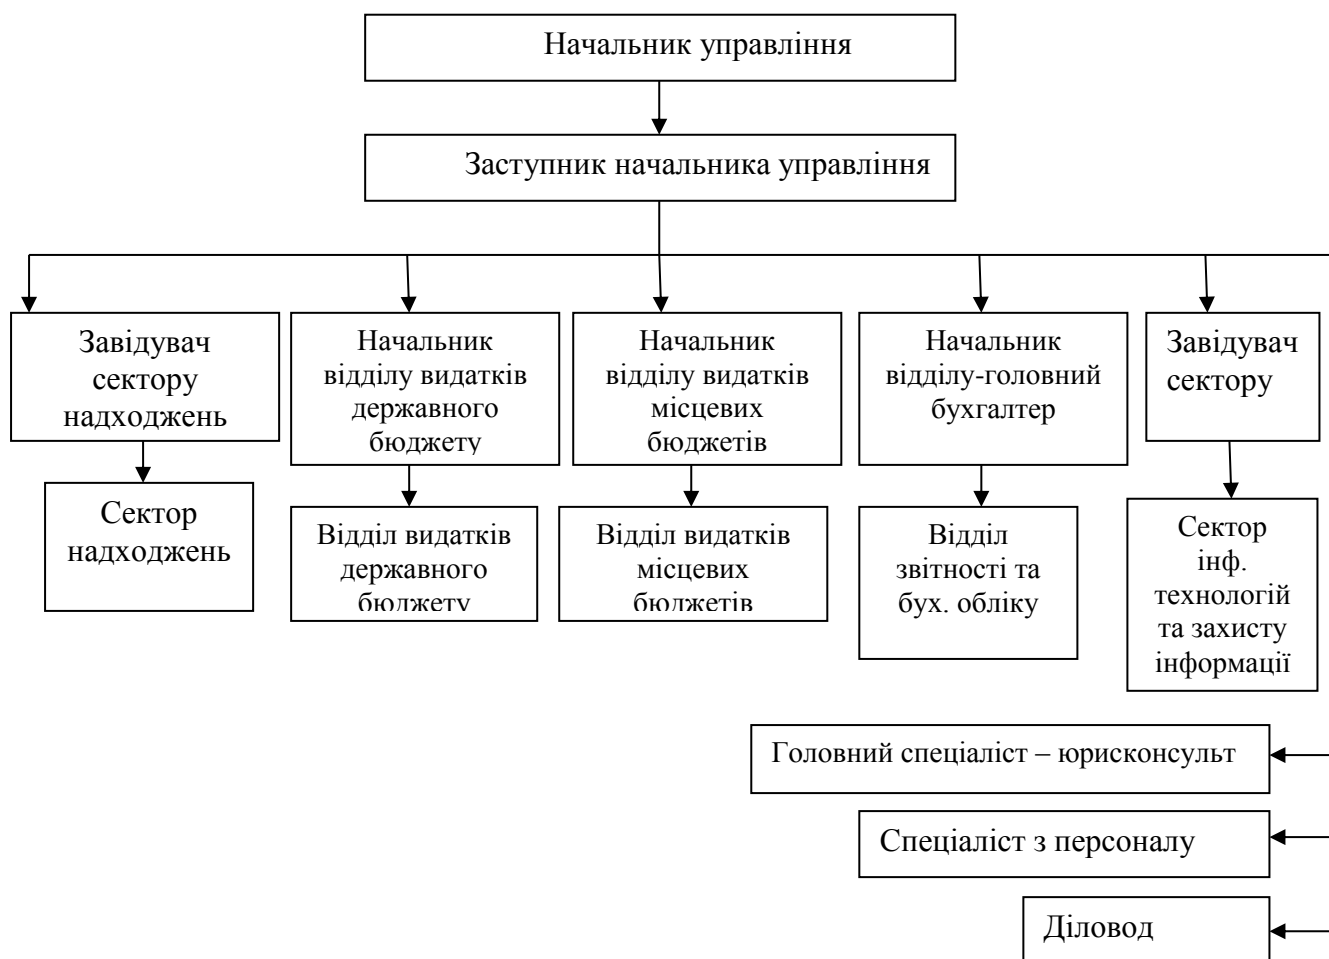 Начальник управління
Заступник начальника управління
Завідувач
сектору
надходжень
Начальник
відділу видатків
державного
бюджету
Начальник
відділу видатків
місцевих
бюджетів
Начальник
відділу-головний
бухгалтер
Завідувач
сектору
Сектор
надходжень
Відділ видатків
державного
бюджету
Відділ видатків
місцевих
бюджетів
Відділ
звітності та
бух. обліку
Сектор
інф.
технологій
та захисту
інформації
Головний спеціаліст – юрисконсульт
Спеціаліст з персоналу
Діловод